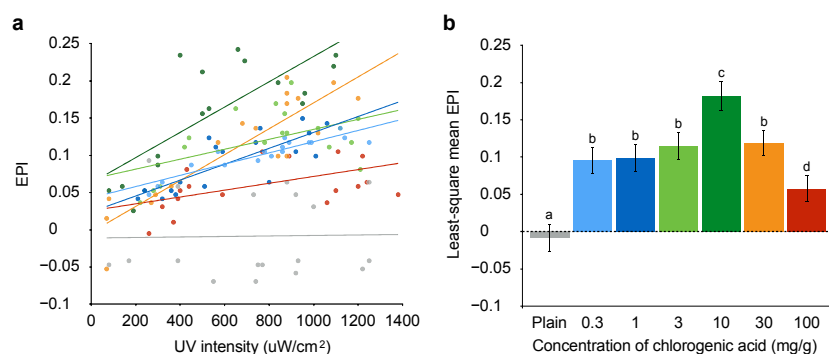 a
EPI
0.25
0.2
0.15
0.1
0.05
0
−0.05
−0.1
0 200 400 600 800 1000 1200 1400
UV intensity (uW/cm²)
b
Least-square mean EPI
0.25
0.2
0.15
0.1
0.05
0
−0.05
−0.1
a b b b c b d
Plain 0.3 1 3 10 30 100
Concentration of chlorogenic acid (mg/g)